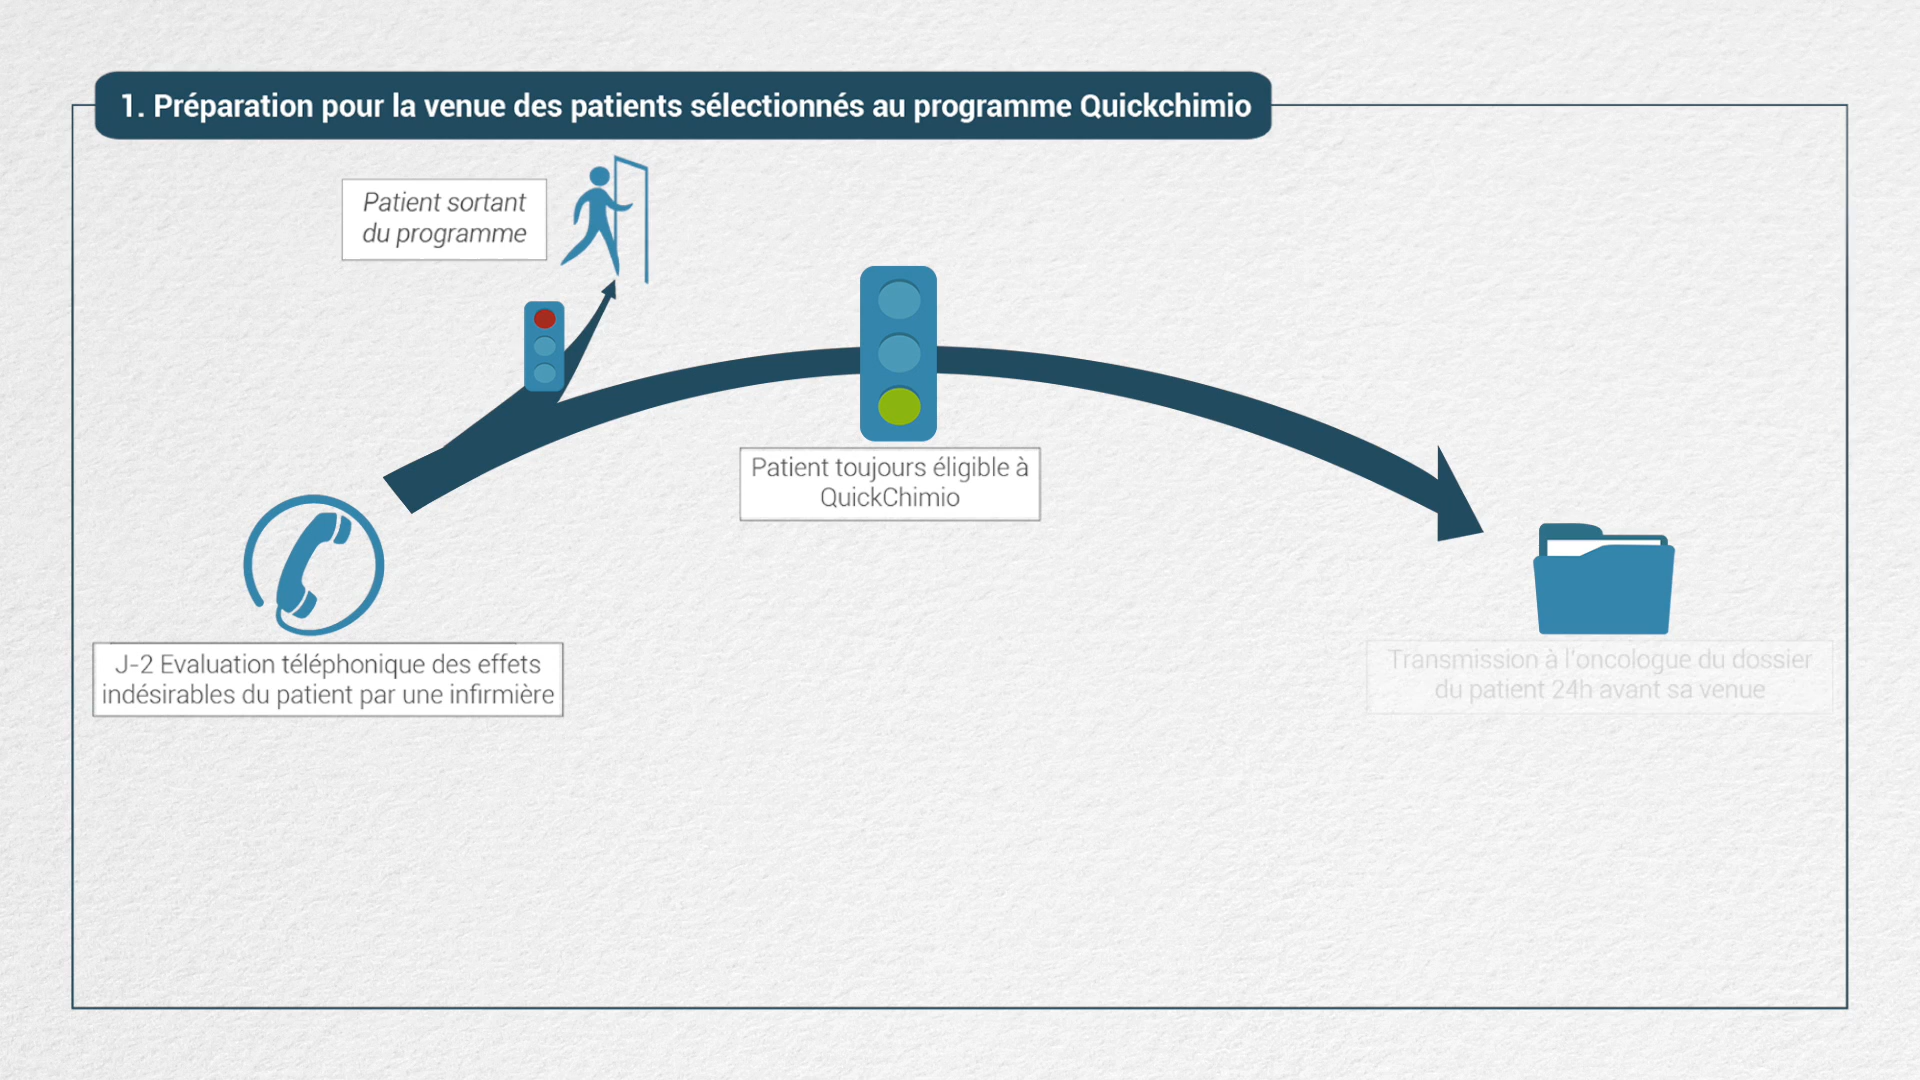 1. Préparation pour la venue des patients sélectionnés au programme Quickchimio
Patient sortant
du programme
Patient toujours éligible à
QuickChimio
J-2 Evaluation téléphonique des effets
indésirables du patient par une infirmière
Transmission à l'oncologue du dossier
du patient 24h avant sa venue